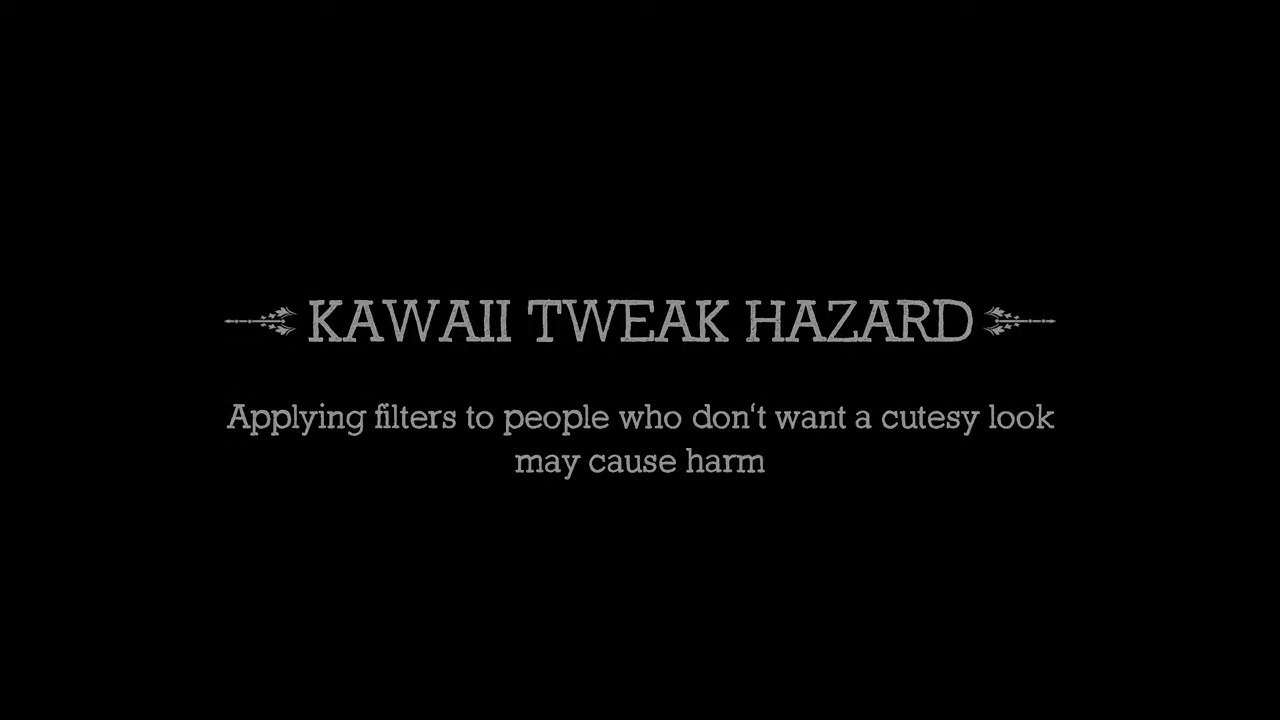 KAWAII TWEAK HAZARD
Applying filters to people who don't want a cutesy look
may cause harm